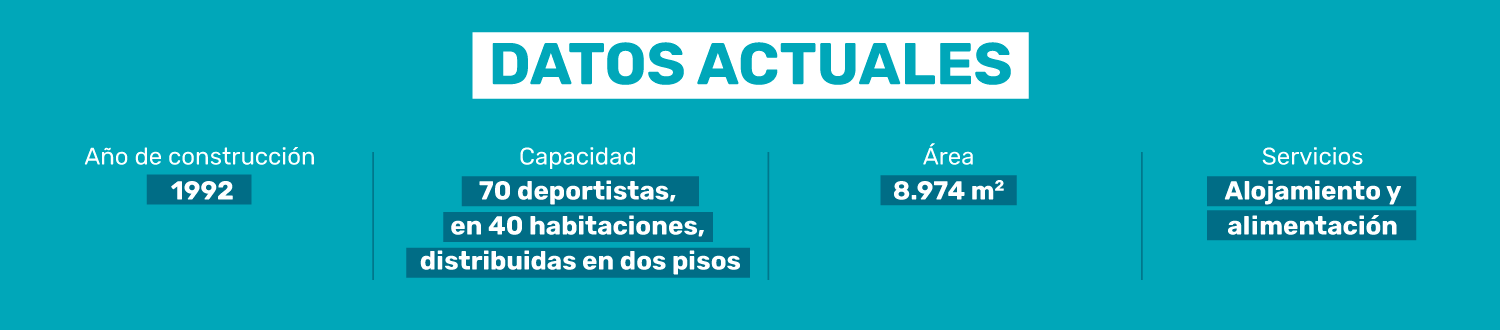 DATOS ACTUALES
Año de construcción
1992
Capacidad
70 deportistas,
en 40 habitaciones,
distribuidas en dos pisos
Área
8.974 m²
Servicios
Alojamiento y
alimentación